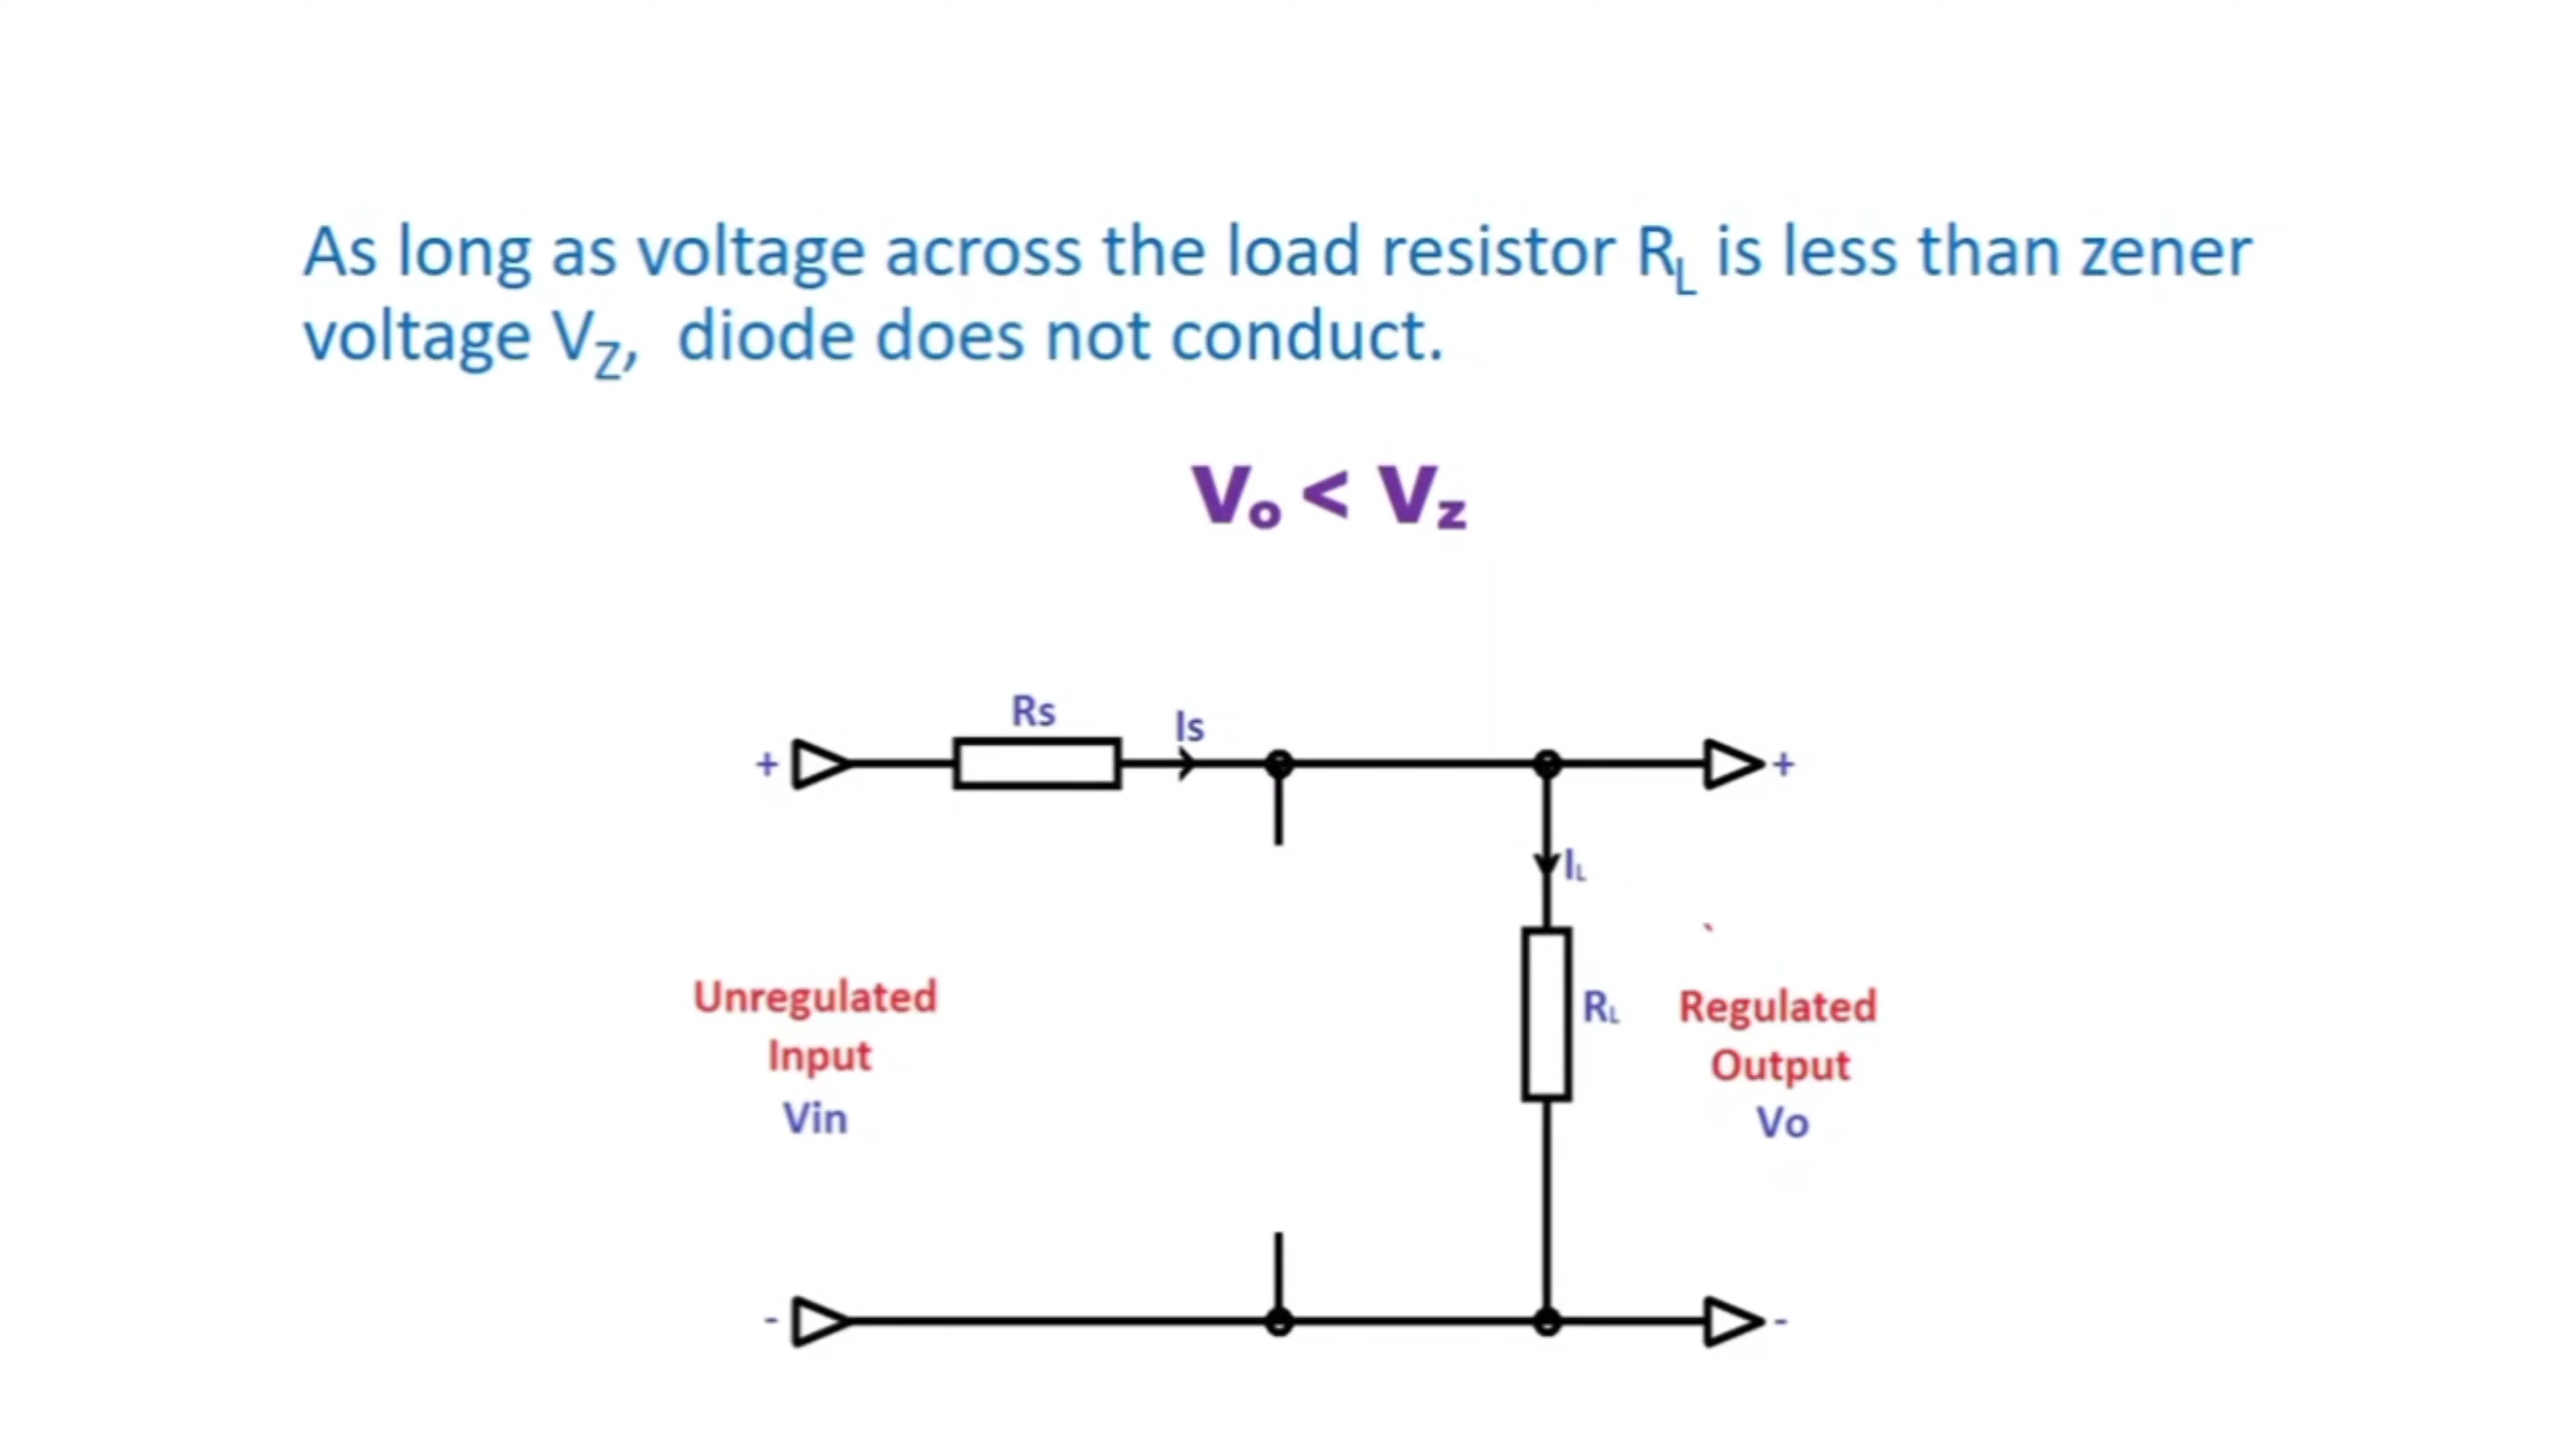 As long as voltage across the load resistor RL is less than zener
voltage VZ, diode does not conduct.
Vo < Vz
Rs
Is
+
+
IL
Unregulated
Input
Vin
RL
Regulated
Output
Vo
-
-